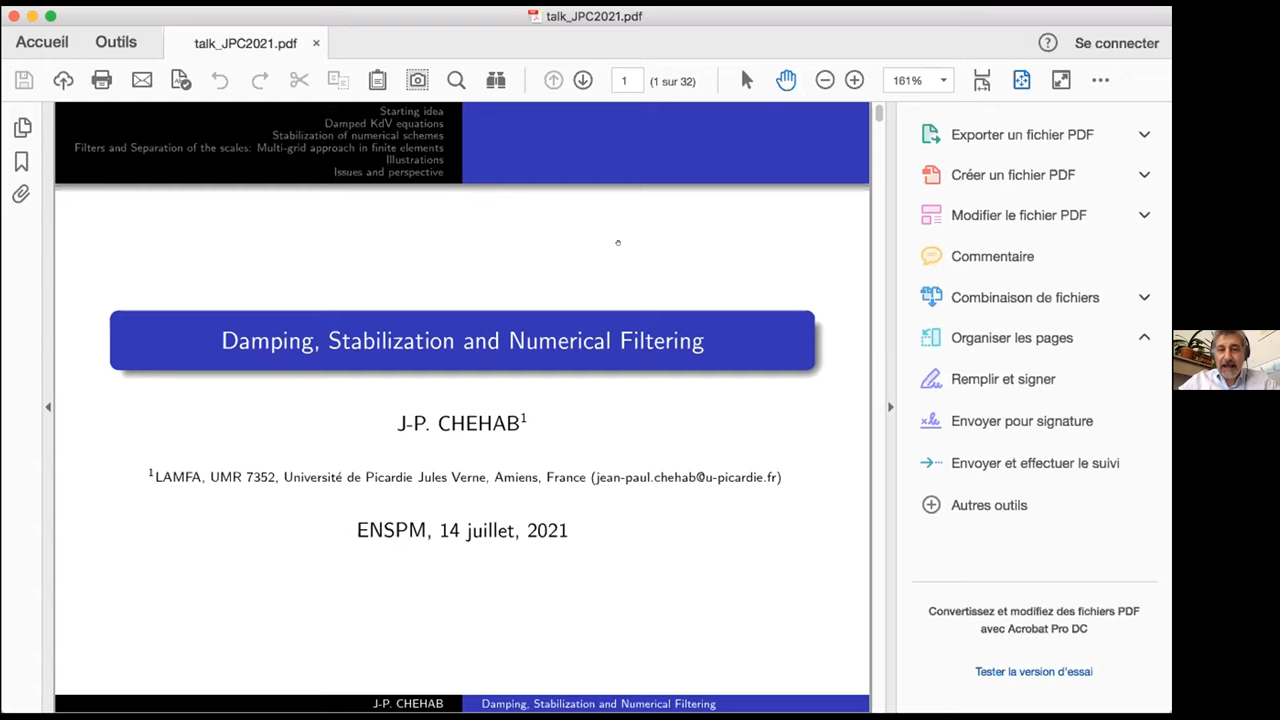 talk_JPC2021.pdf
Accueil Outils talk_JPC2021.pdf × Se connecter
1 (1 sur 32) 161%
Starting idea
Damped KdV equations
Stabilization of numerical schemes
Filters and Separation of the scales: Multi-grid approach in finite elements
Illustrations
Issues and perspective
Damping, Stabilization and Numerical Filtering
J-P. CHEHAB¹
¹LAMFA, UMR 7352, Université de Picardie Jules Verne, Amiens, France (jean-paul.chehab@u-picardie.fr)
ENSPM, 14 juillet, 2021
J-P. CHEHAB Damping, Stabilization and Numerical Filtering
Exporter un fichier PDF
Créer un fichier PDF
Modifier le fichier PDF
Commentaire
Combinaison de fichiers
Organiser les pages
Remplir et signer
Envoyer pour signature
Envoyer et effectuer le suivi
Autres outils
Convertissez et modifiez des fichiers PDF
avec Acrobat Pro DC
Tester la version d'essai